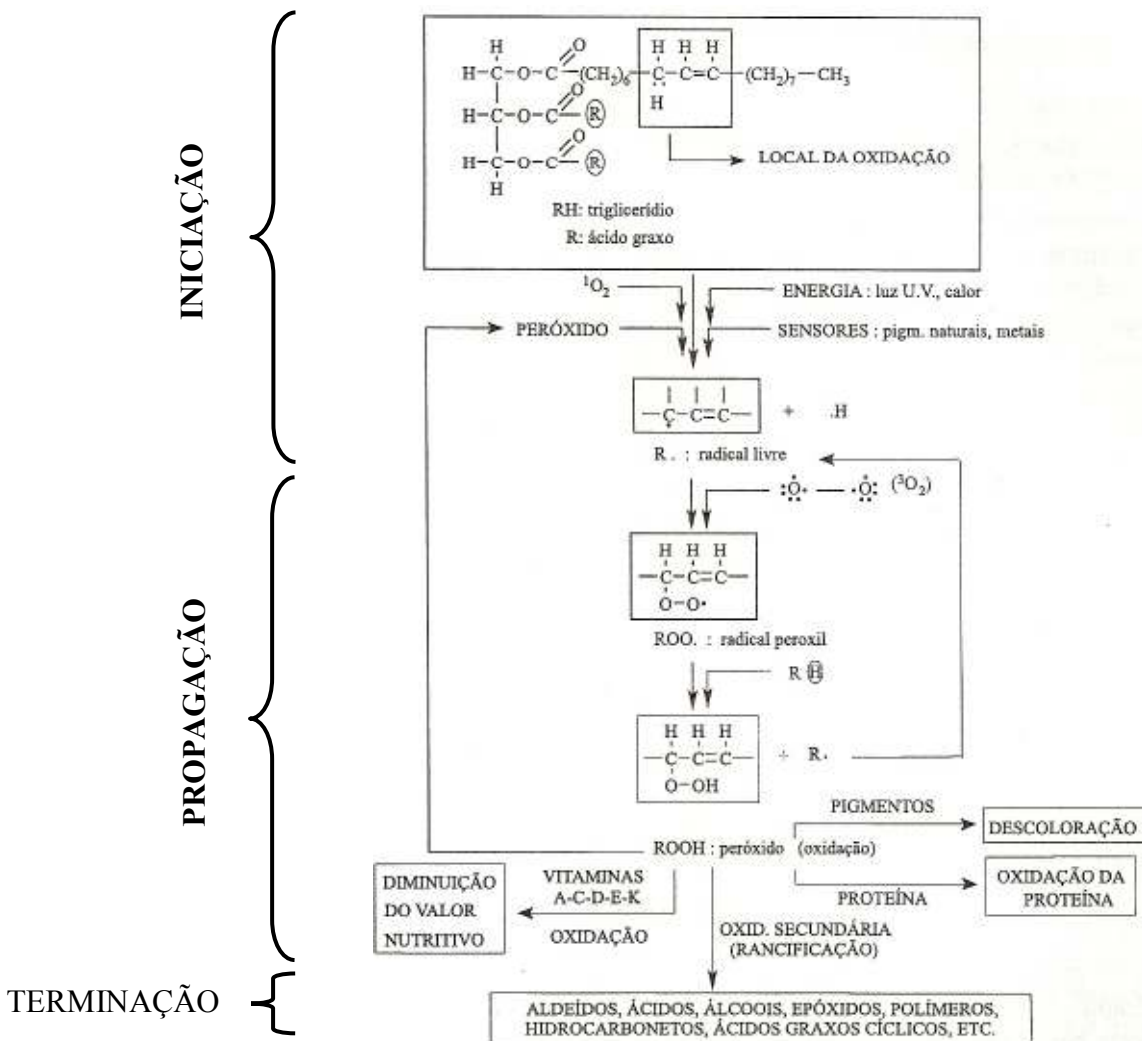 INICIAÇÃO
H H H H
H-C-O-C-(CH2)6-C-C=C-(CH2)7-CH3
O
H
H-C-O-C-R
O
H-C-O-C-R
O
H
LOCAL DA OXIDAÇÃO
RH: triglicerídio
R: ácido graxo
¹O₂
ENERGIA : luz U.V., calor
PERÓXIDO
SENSORES : pigm. naturais, metais
-C-C=C- + .H
R . : radical livre
:O· — ·O: (³O₂)
PROPAGAÇÃO
H H H
-C-C=C-
O-O•
ROO. : radical peroxil
R H
H H H
-C-C=C- + R·
O-OH
PIGMENTOS
DESCOLORAÇÃO
ROOH : peróxido (oxidação)
PROTEÍNA
OXIDAÇÃO DA
PROTEÍNA
VITAMINAS
A-C-D-E-K
OXIDAÇÃO
DIMINUIÇÃO
DO VALOR
NUTRITIVO
OXID. SECUNDÁRIA
(RANCIFICAÇÃO)
TERMINAÇÃO
ALDEÍDOS, ÁCIDOS, ÁLCOOIS, EPÓXIDOS, POLÍMEROS,
HIDROCARBONETOS, ÁCIDOS GRAXOS CÍCLICOS, ETC.